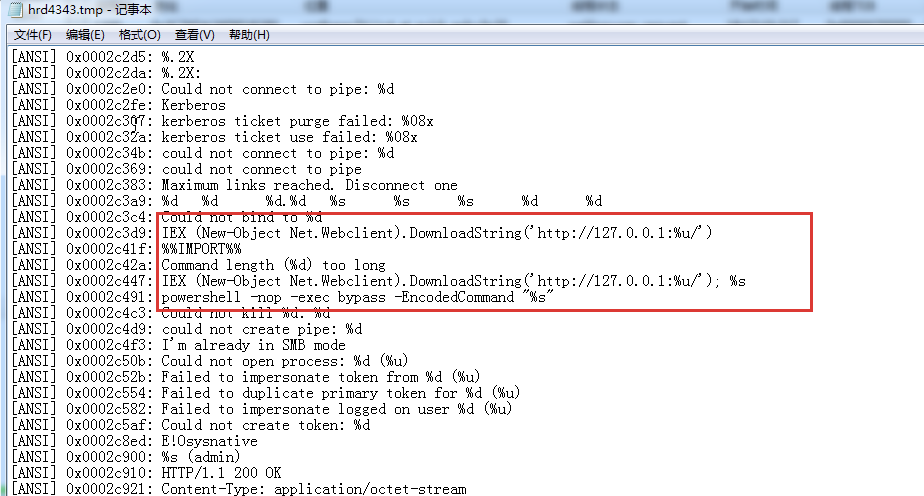 hrd4343.tmp - 记事本
文件(F) 编辑(E) 格式(O) 查看(V) 帮助(H)
[ANSI] 0x0002c2d5: %.2X
[ANSI] 0x0002c2da: %.2X:
[ANSI] 0x0002c2e0: Could not connect to pipe: %d
[ANSI] 0x0002c2fe: Kerberos
[ANSI] 0x0002c307: kerberos ticket purge failed: %08x
[ANSI] 0x0002c32a: kerberos ticket use failed: %08x
[ANSI] 0x0002c34b: could not connect to pipe: %d
[ANSI] 0x0002c369: could not connect to pipe
[ANSI] 0x0002c383: Maximum links reached. Disconnect one
[ANSI] 0x0002c3a9: %d %d %d.%d %s %s %s %d %d
[ANSI] 0x0002c3c4: Could not bind to %d
[ANSI] 0x0002c3d9: IEX (New-Object Net.Webclient).DownloadString('http://127.0.0.1:%u/')
[ANSI] 0x0002c41f: %%IMPORT%%
[ANSI] 0x0002c42a: Command length (%d) too long
[ANSI] 0x0002c447: IEX (New-Object Net.Webclient).DownloadString('http://127.0.0.1:%u/'); %s
[ANSI] 0x0002c491: powershell -nop -exec bypass -EncodedCommand "%s"
[ANSI] 0x0002c4c3: Could not kill %d: %d
[ANSI] 0x0002c4d9: could not create pipe: %d
[ANSI] 0x0002c4f3: I'm already in SMB mode
[ANSI] 0x0002c50b: Could not open process: %d (%u)
[ANSI] 0x0002c52b: Failed to impersonate token from %d (%u)
[ANSI] 0x0002c554: Failed to duplicate primary token for %d (%u)
[ANSI] 0x0002c582: Failed to impersonate logged on user %d (%u)
[ANSI] 0x0002c5af: Could not create token: %d
[ANSI] 0x0002c8ed: E!Osysnative
[ANSI] 0x0002c900: %s (admin)
[ANSI] 0x0002c910: HTTP/1.1 200 OK
[ANSI] 0x0002c921: Content-Type: application/octet-stream